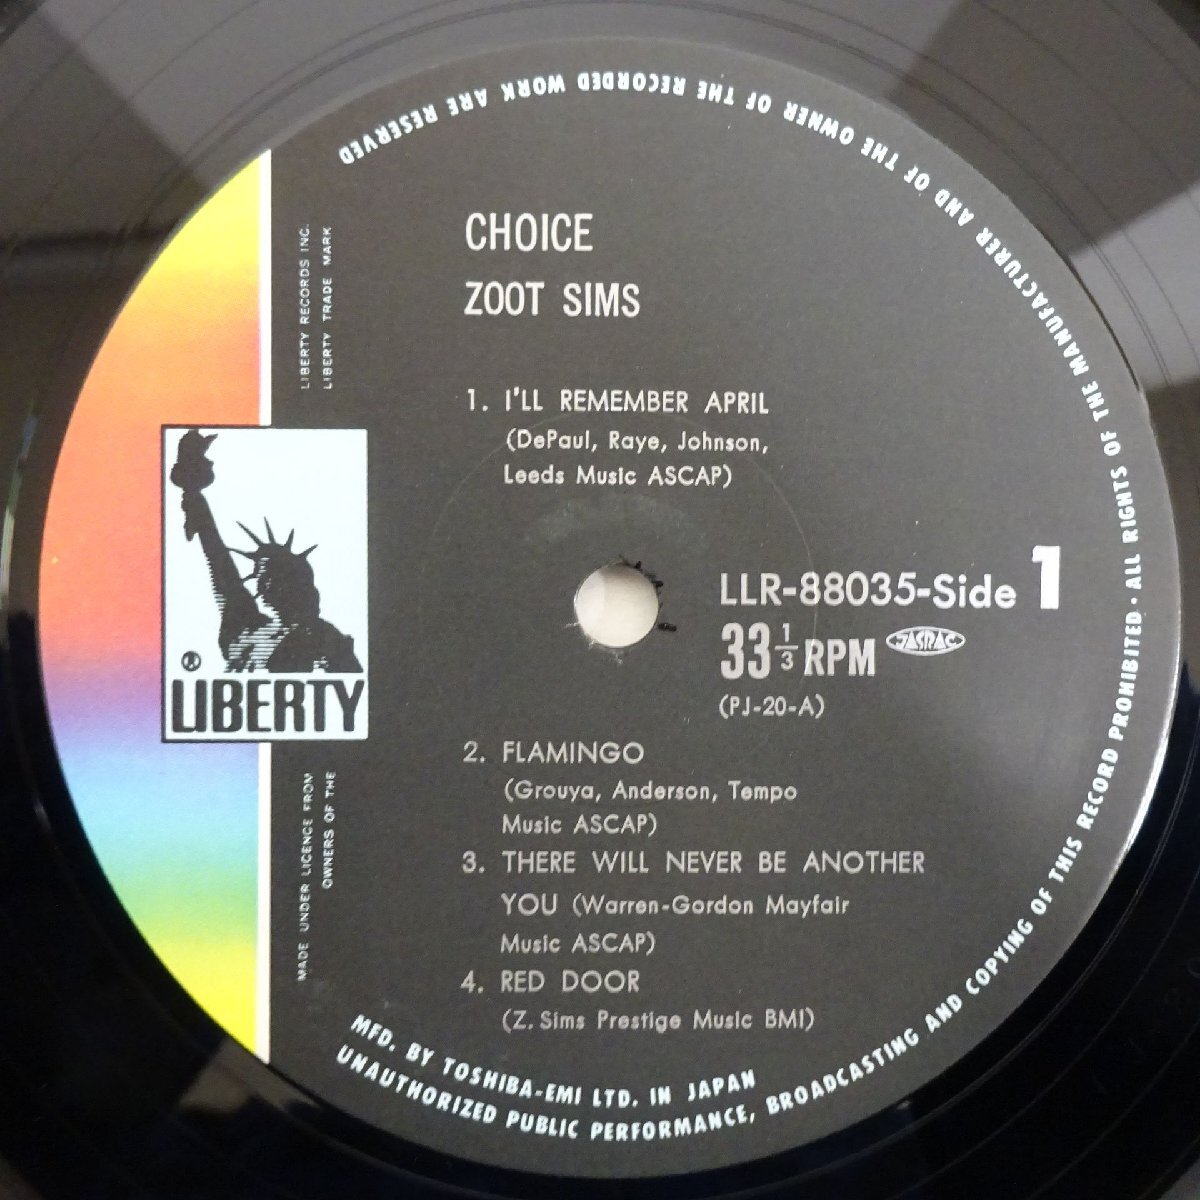 CHOICE
ZOOT SIMS
1. I'LL REMEMBER APRIL
(DePaul, Raye, Johnson,
Leeds Music ASCAP)
LLR-88035-Side 1
33 1/3 RPM JASRAC
(PJ-20-A)
2. FLAMINGO
(Grouya, Anderson, Tempo
Music ASCAP)
3. THERE WILL NEVER BE ANOTHER
YOU (Warren-Gordon Mayfair
Music ASCAP)
4. RED DOOR
(Z. Sims Prestige Music BMI)
LIBERTY RECORDS INC.
LIBERTY TRADE MARK
®
LIBERTY
MADE UNDER LICENCE FROM
OWNERS OF THE
MFD. BY TOSHIBA-EMI LTD. IN JAPAN
UNAUTHORIZED PUBLIC PERFORMANCE, BROADCASTING AND COPYING OF THIS RECORD PROHIBITED · ALL RIGHTS OF THE MANUFACTURER AND OF THE OWNER OF THE RECORDED WORK ARE RESERVED